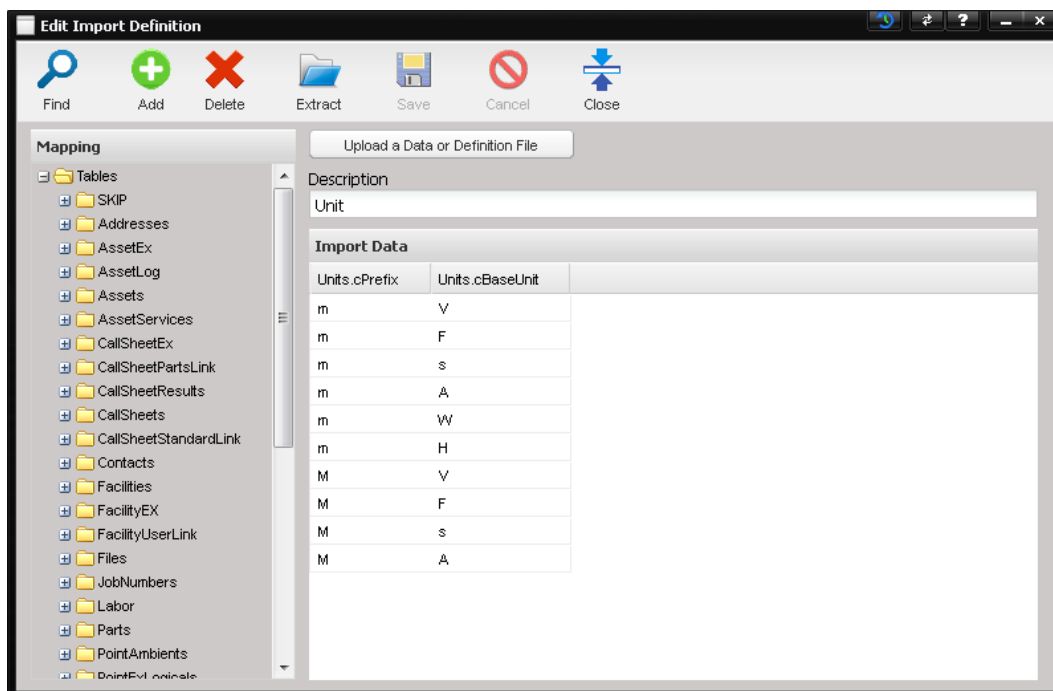 Edit Import Definition
?
Find Add Delete Extract Save Cancel Close
Mapping
Tables
SKIP
Addresses
AssetEx
AssetLog
Assets
AssetServices
CallSheetEx
CallSheetPartsLink
CallSheetResults
CallSheets
CallSheetStandardLink
Contacts
Facilities
FacilityEX
FacilityUserLink
Files
JobNumbers
Labor
Parts
PointAmbients
PointExLogicals
Upload a Data or Definition File
Description
Unit
Import Data
Units.cPrefix Units.cBaseUnit
m V
m F
m s
m A
m W
m H
M V
M F
M s
M A